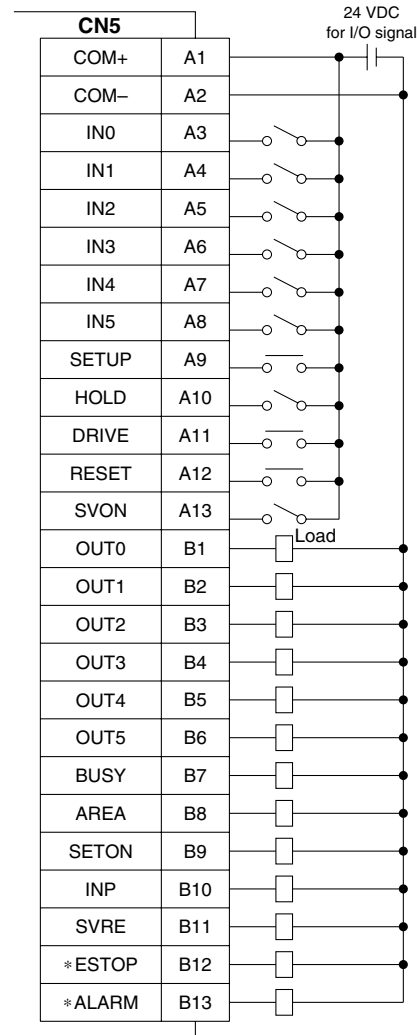 24 VDC
for I/O signal
CN5
COM+ A1
COM– A2
IN0 A3
IN1 A4
IN2 A5
IN3 A6
IN4 A7
IN5 A8
SETUP A9
HOLD A10
DRIVE A11
RESET A12
SVON A13
Load
OUT0 B1
OUT1 B2
OUT2 B3
OUT3 B4
OUT4 B5
OUT5 B6
BUSY B7
AREA B8
SETON B9
INP B10
SVRE B11
*ESTOP B12
*ALARM B13